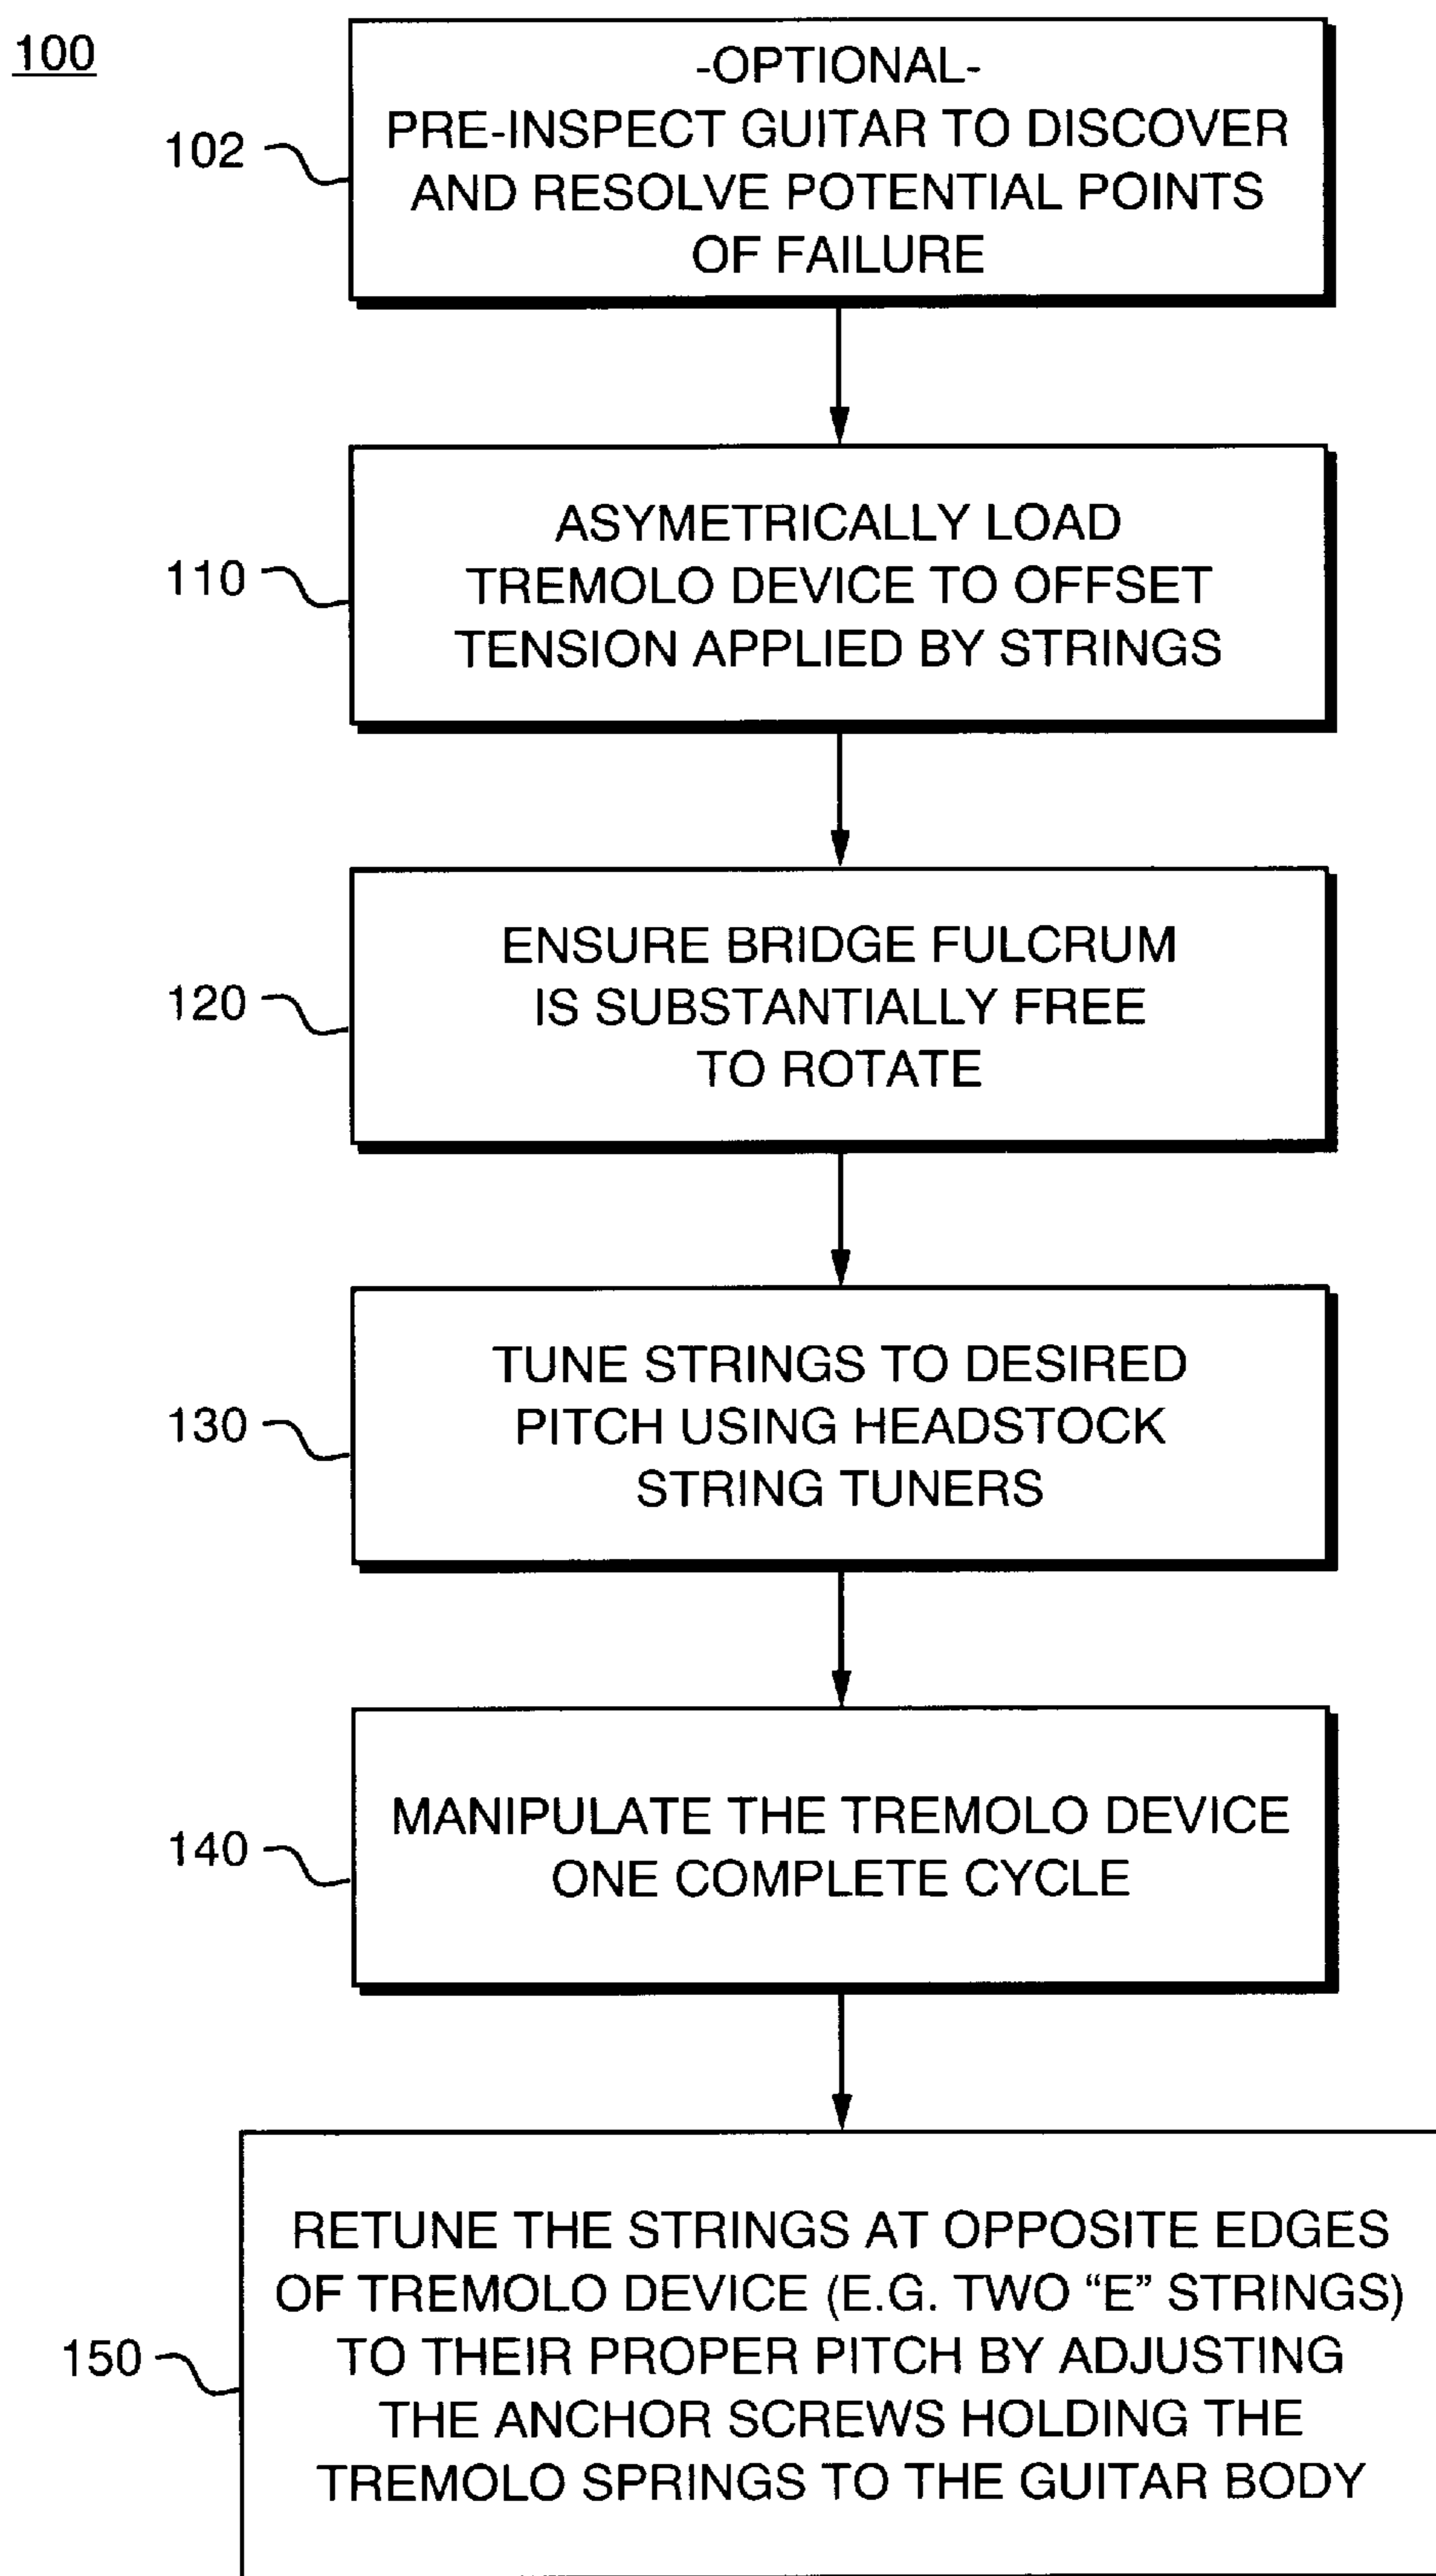 100
-OPTIONAL-
PRE-INSPECT GUITAR TO DISCOVER
AND RESOLVE POTENTIAL POINTS
OF FAILURE
102
ASYMETRICALLY LOAD
TREMOLO DEVICE TO OFFSET
TENSION APPLIED BY STRINGS
110
ENSURE BRIDGE FULCRUM
IS SUBSTANTIALLY FREE
TO ROTATE
120
TUNE STRINGS TO DESIRED
PITCH USING HEADSTOCK
STRING TUNERS
130
MANIPULATE THE TREMOLO DEVICE
ONE COMPLETE CYCLE
140
RETUNE THE STRINGS AT OPPOSITE EDGES
OF TREMOLO DEVICE (E.G. TWO “E” STRINGS)
TO THEIR PROPER PITCH BY ADJUSTING
THE ANCHOR SCREWS HOLDING THE
TREMOLO SPRINGS TO THE GUITAR BODY
150